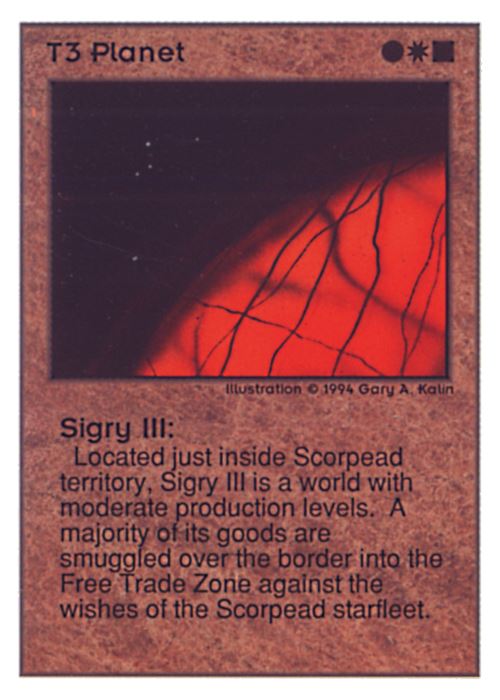 T3 Planet
Illustration © 1994 Gary A. Kalin
Sigry III:
Located just inside Scorpead
territory, Sigry III is a world with
moderate production levels. A
majority of its goods are
smuggled over the border into the
Free Trade Zone against the
wishes of the Scorpead starfleet.